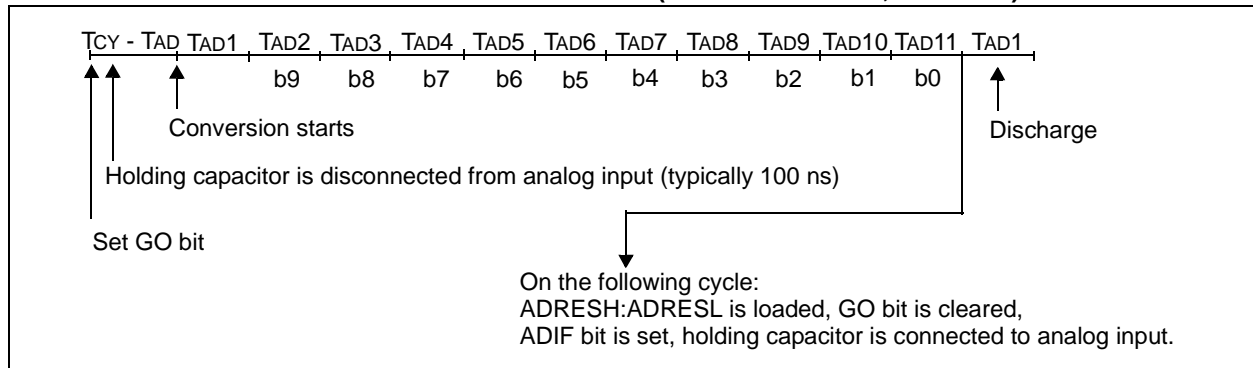 TCY - TAD TAD1 TAD2 TAD3 TAD4 TAD5 TAD6 TAD7 TAD8 TAD9 TAD10 TAD11 TAD1
b9 b8 b7 b6 b5 b4 b3 b2 b1 b0
Conversion starts
Discharge
Holding capacitor is disconnected from analog input (typically 100 ns)
Set GO bit
On the following cycle:
ADRESH:ADRESL is loaded, GO bit is cleared,
ADIF bit is set, holding capacitor is connected to analog input.